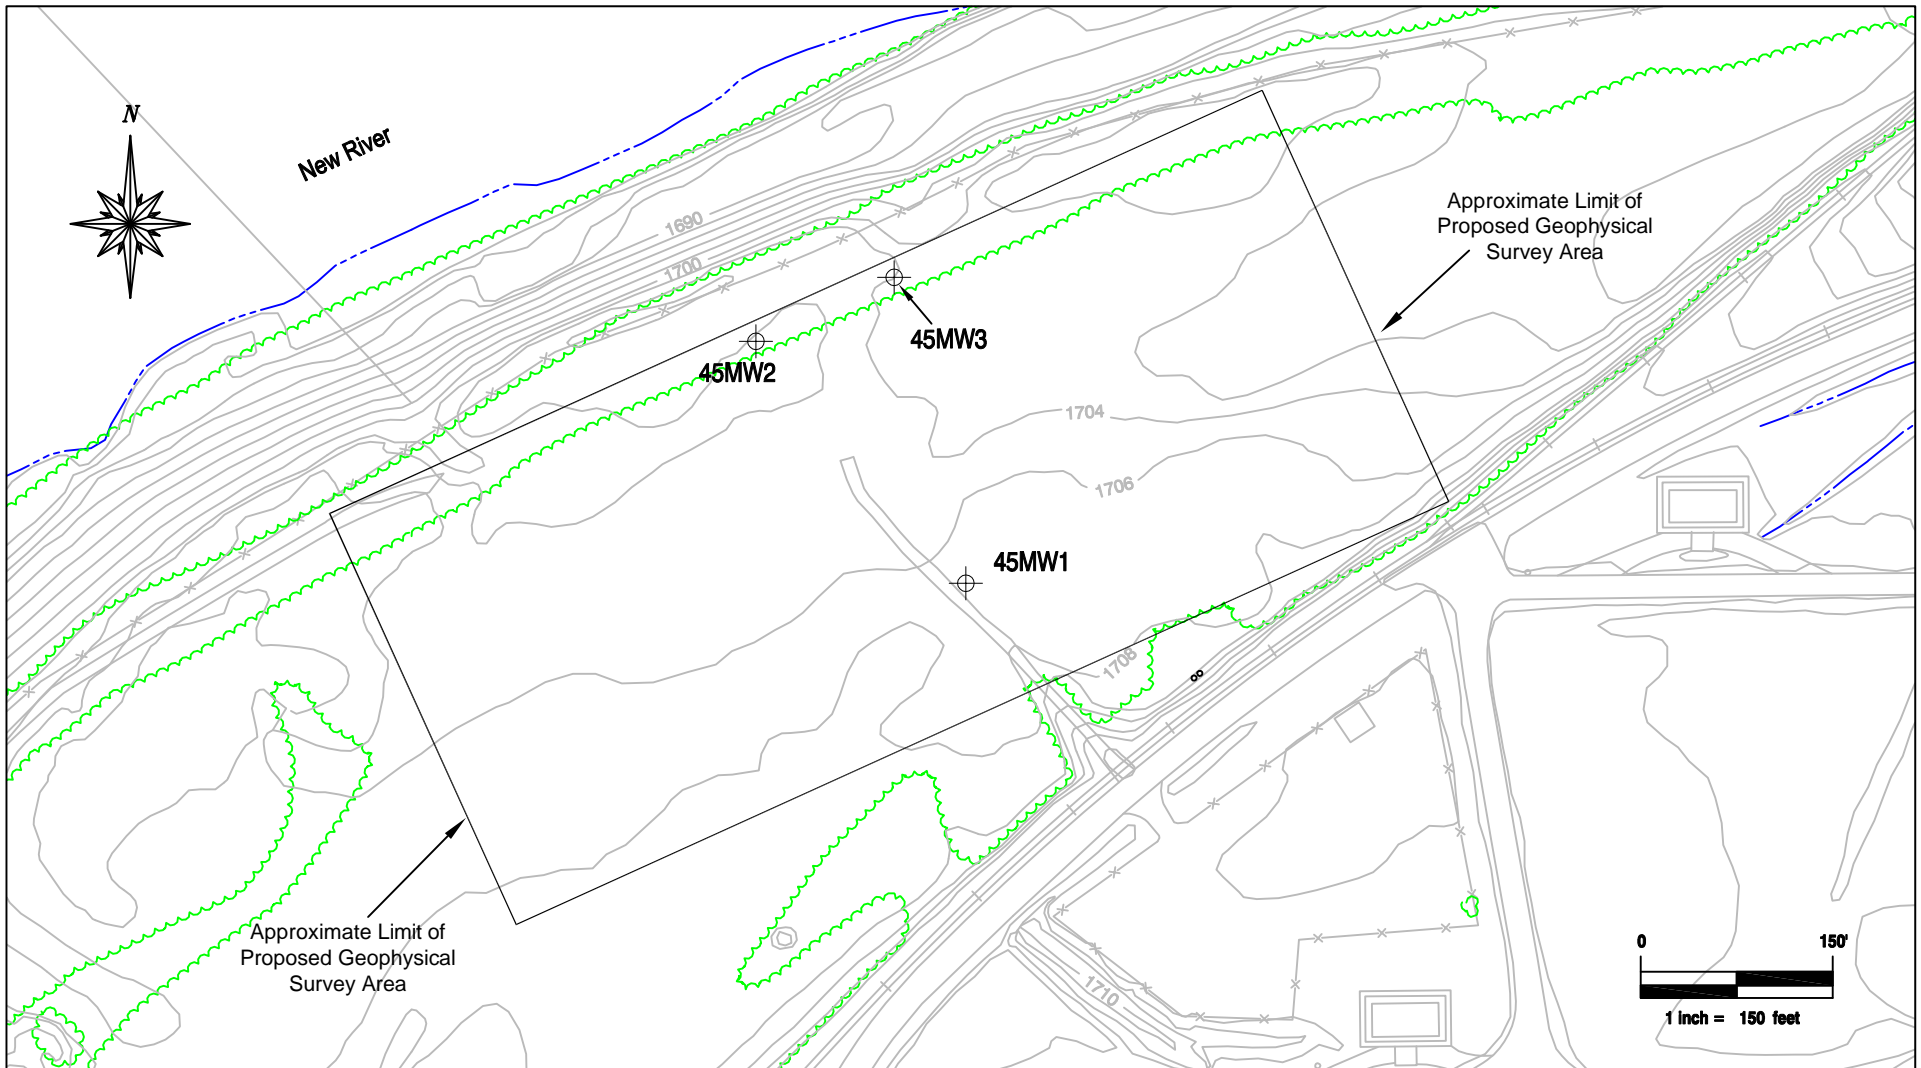 N
New River
1690
1700
Approximate Limit of
Proposed Geophysical
Survey Area
45MW3
45MW2
1704
1706
45MW1
1708
Approximate Limit of
Proposed Geophysical
Survey Area
1710
0 150'
1 inch = 150 feet